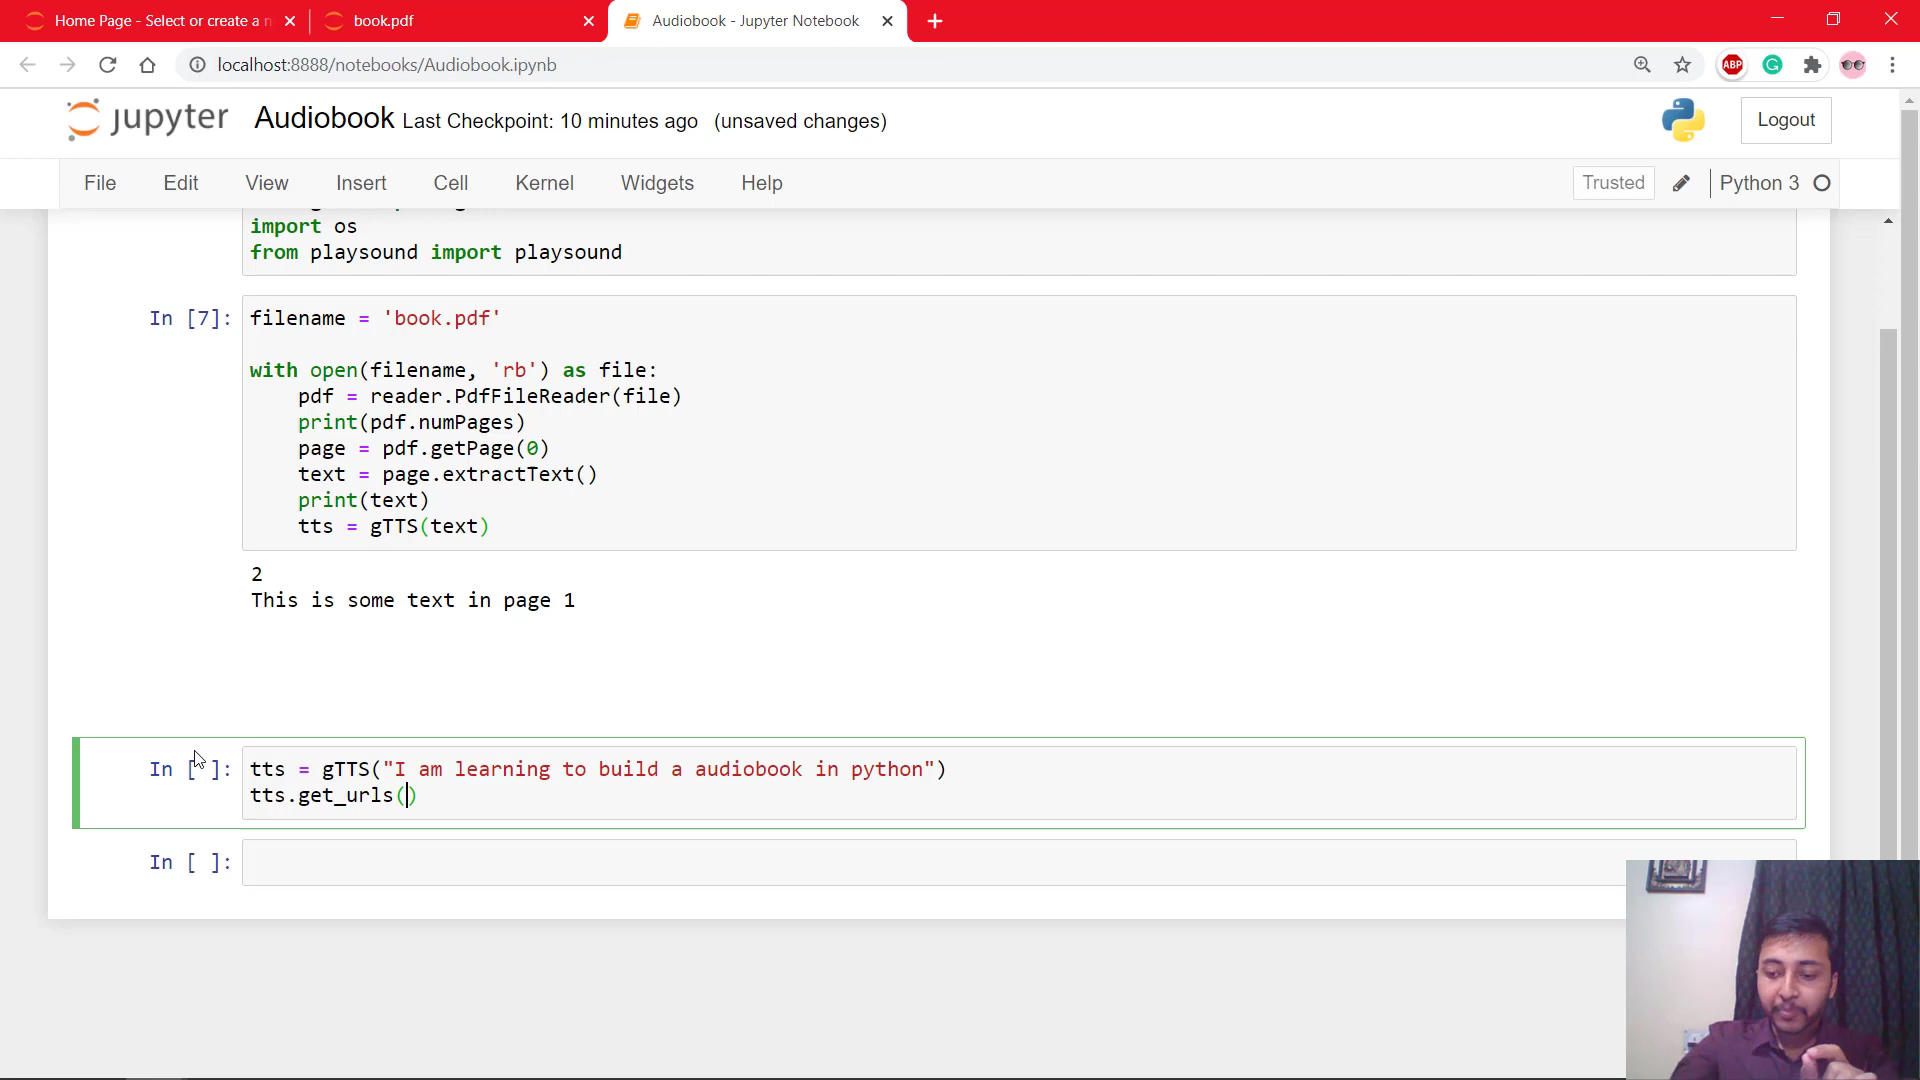 Home Page - Select or create a n
book.pdf
Audiobook - Jupyter Notebook
localhost:8888/notebooks/Audiobook.ipynb
ABP
jupyter Audiobook Last Checkpoint: 10 minutes ago (unsaved changes)
Logout
File Edit View Insert Cell Kernel Widgets Help
Trusted Python 3
import os
from playsound import playsound
In [7]: filename = 'book.pdf'
with open(filename, 'rb') as file:
    pdf = reader.PdfFileReader(file)
    print(pdf.numPages)
    page = pdf.getPage(0)
    text = page.extractText()
    print(text)
    tts = gTTS(text)
2
This is some text in page 1
In [ ]: tts = gTTS("I am learning to build a audiobook in python")
tts.get_urls()
In [ ]: